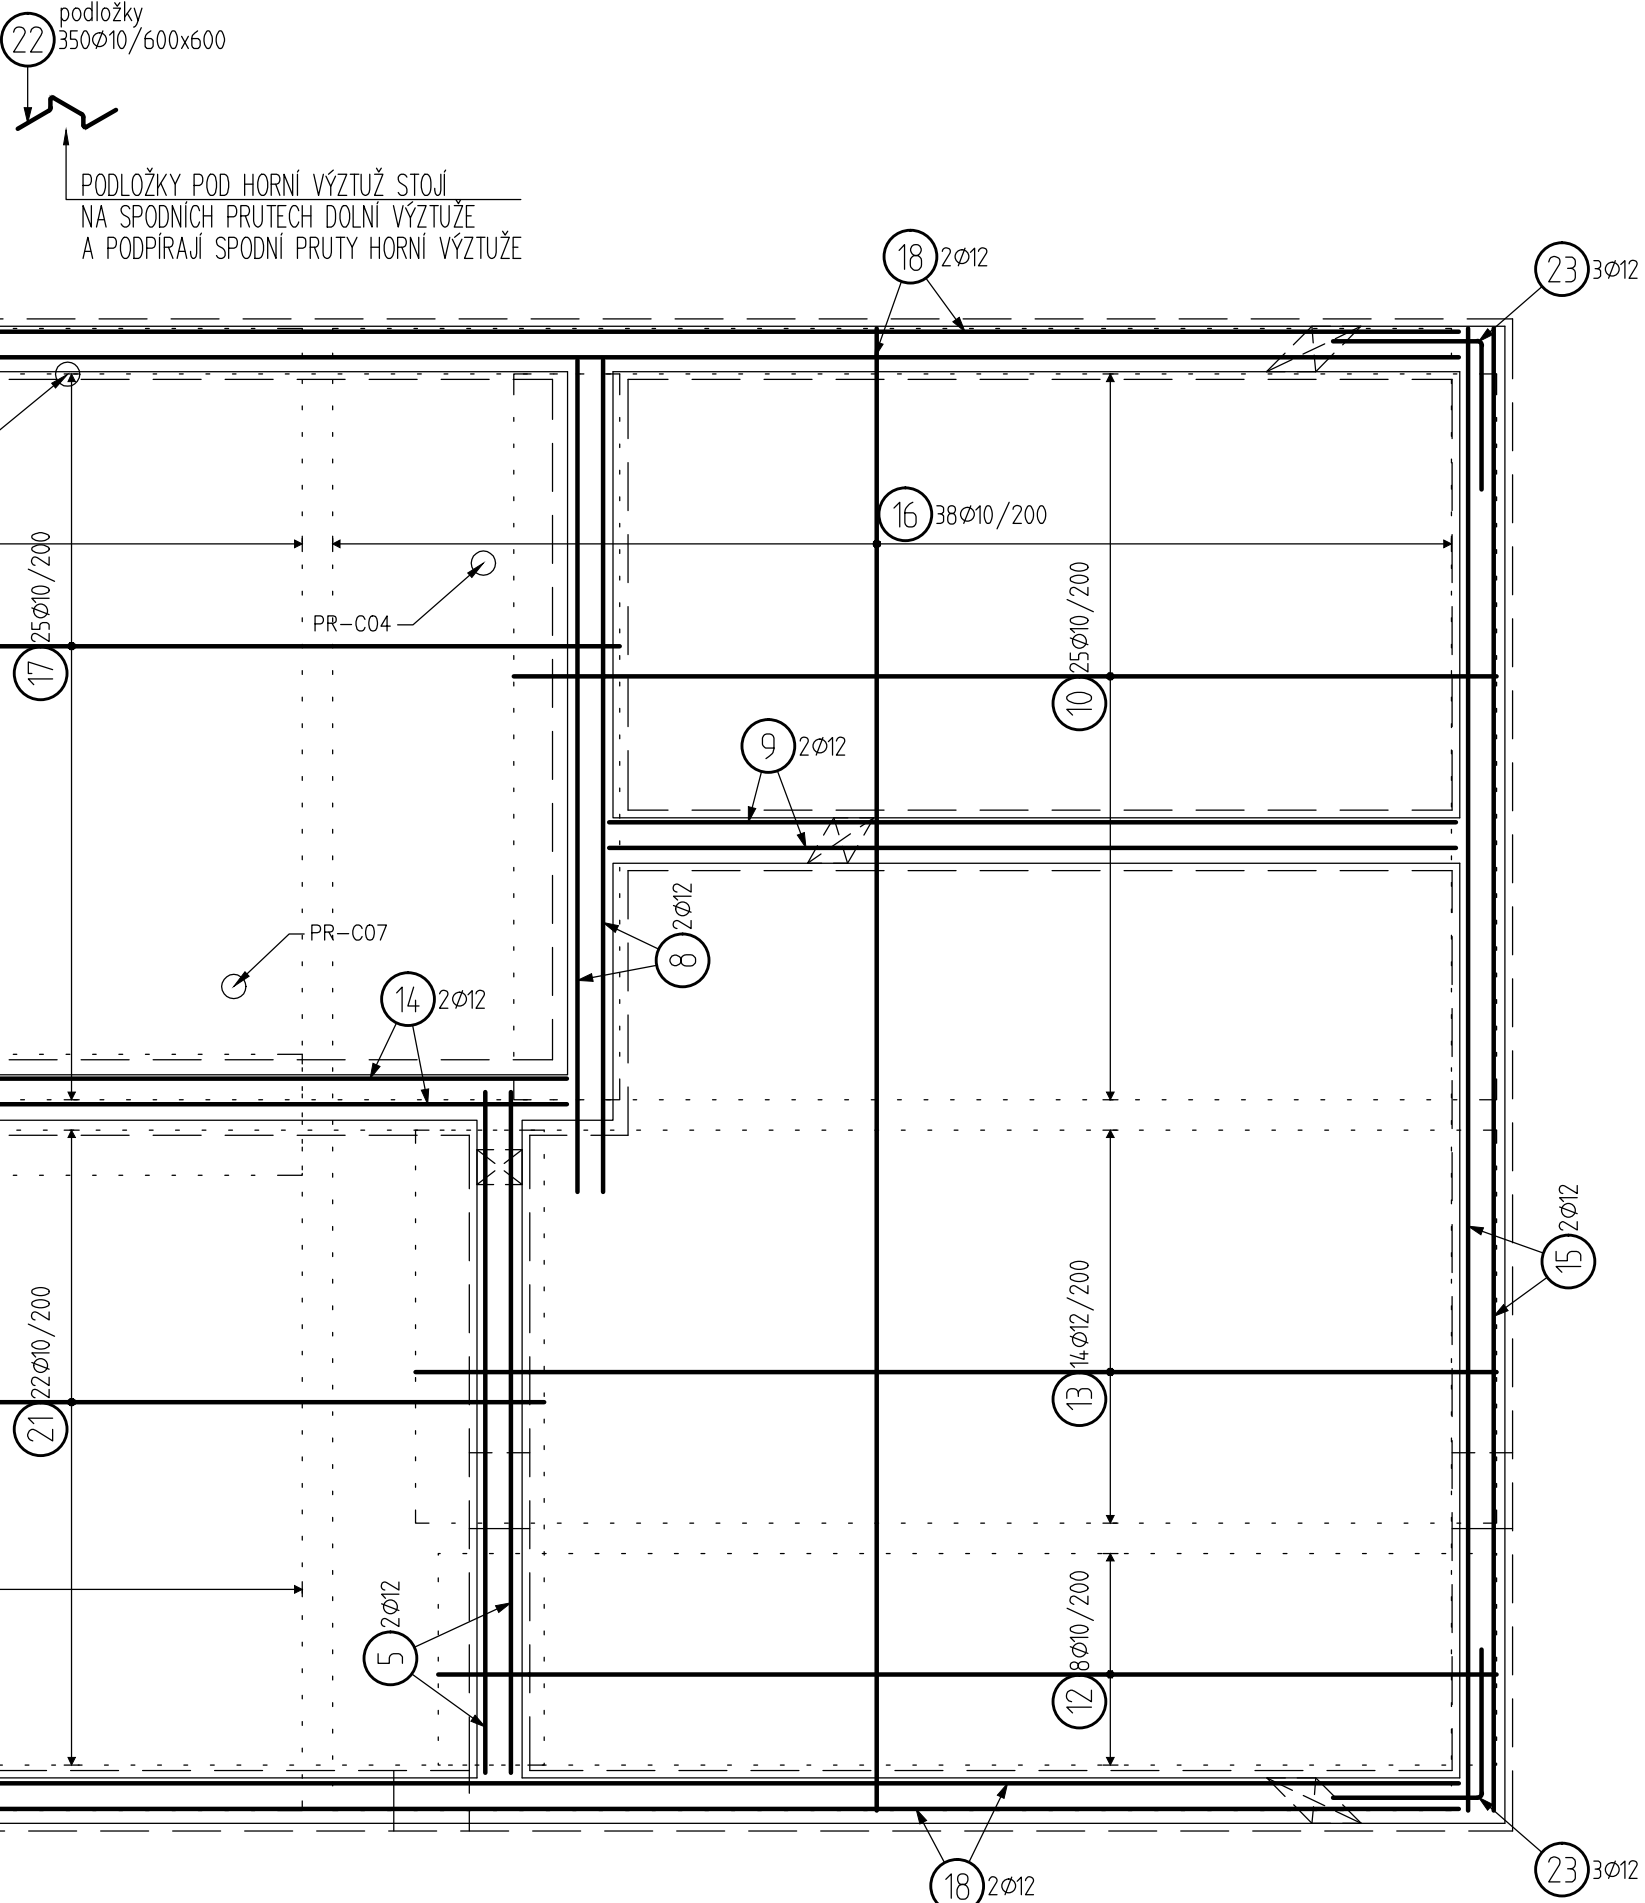 podložky
22 350Ø10/600x600
PODLOŽKY POD HORNÍ VÝZTUŽ STOJÍ
NA SPODNÍCH PRUTECH DOLNÍ VÝZTUŽE
A PODPÍRAJÍ SPODNÍ PRUTY HORNÍ VÝZTUŽE
18 2Ø12
23 3Ø12
16 38Ø10/200
17 25Ø10/200
PR-C04
10 25Ø10/200
9 2Ø12
8 2Ø12
PR-C07
14 2Ø12
15 2Ø12
13 14Ø12/200
21 22Ø10/200
5 2Ø12
12 8Ø10/200
18 2Ø12
23 3Ø12